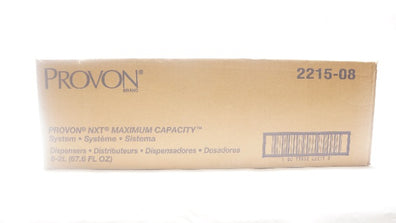 PROVON®
BRAND
2215-08
PROVON® NXT® MAXIMUM CAPACITY™
System • Système • Sistema
Dispensers • Distributeurs • Dispensadores • Dosadores
8-2L (67.6 FL OZ)